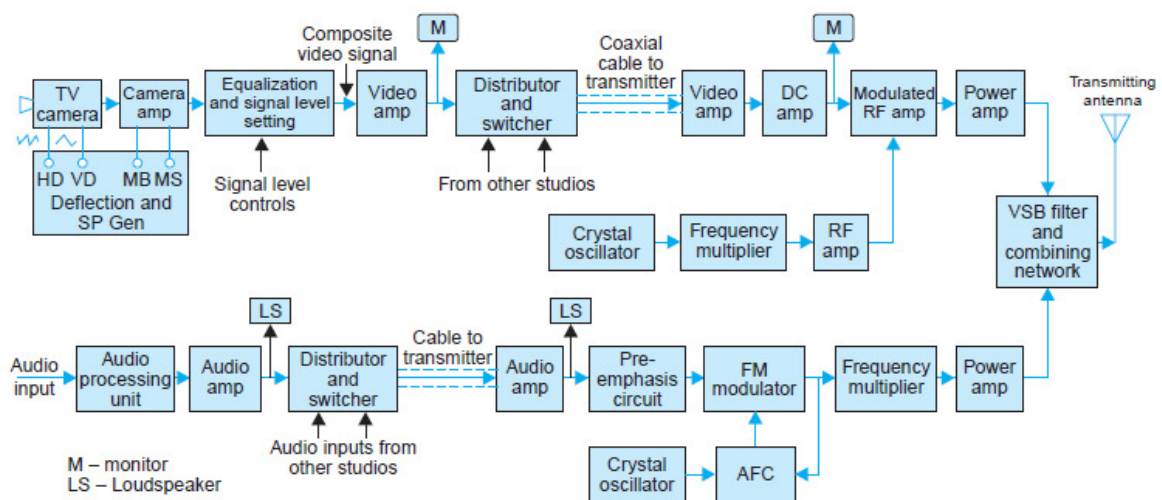 M
M
Composite
video signal
Coaxial
cable to
transmitter
Transmitting
antenna
TV
camera
Camera
amp
Equalization
and signal level
setting
Video
amp
Distributor
and
switcher
Video
amp
DC
amp
Modulated
RF amp
Power
amp
HD VD MB MS
Deflection and
SP Gen
Signal level
controls
From other studios
Crystal
oscillator
Frequency
multiplier
RF
amp
VSB filter
and
combining
network
LS
LS
Cable to
transmitter
Audio
input
Audio
processing
unit
Audio
amp
Distributor
and
switcher
Audio
amp
Pre-
emphasis
circuit
FM
modulator
Frequency
multiplier
Power
amp
Audio inputs from
other studios
Crystal
oscillator
AFC
M – monitor
LS – Loudspeaker